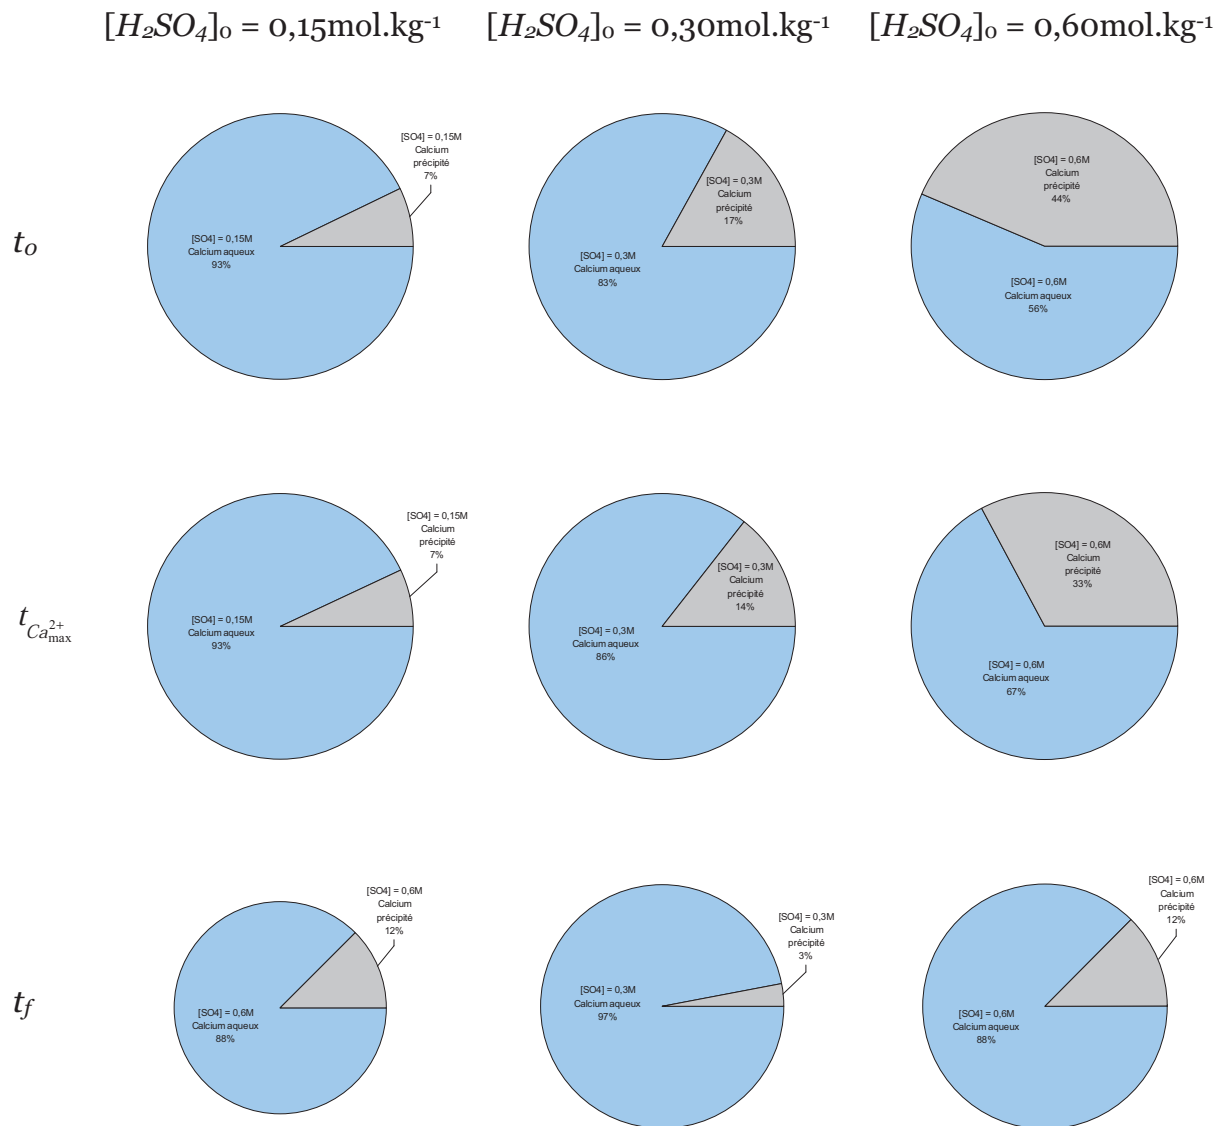 [H₂SO₄]₀ = 0,15mol.kg⁻¹
[H₂SO₄]₀ = 0,30mol.kg⁻¹
[H₂SO₄]₀ = 0,60mol.kg⁻¹
t₀
[SO4] = 0,15M
Calcium
précipité
7%
[SO4] = 0,15M
Calcium aqueux
93%
[SO4] = 0,3M
Calcium
précipité
17%
[SO4] = 0,3M
Calcium aqueux
83%
[SO4] = 0,6M
Calcium
précipité
44%
[SO4] = 0,6M
Calcium aqueux
56%
t Ca²⁺ max
[SO4] = 0,15M
Calcium
précipité
7%
[SO4] = 0,15M
Calcium aqueux
93%
[SO4] = 0,3M
Calcium
précipité
14%
[SO4] = 0,3M
Calcium aqueux
86%
[SO4] = 0,6M
Calcium
précipité
33%
[SO4] = 0,6M
Calcium aqueux
67%
tf
[SO4] = 0,6M
Calcium
précipité
12%
[SO4] = 0,6M
Calcium aqueux
88%
[SO4] = 0,3M
Calcium
précipité
3%
[SO4] = 0,3M
Calcium aqueux
97%
[SO4] = 0,6M
Calcium
précipité
12%
[SO4] = 0,6M
Calcium aqueux
88%